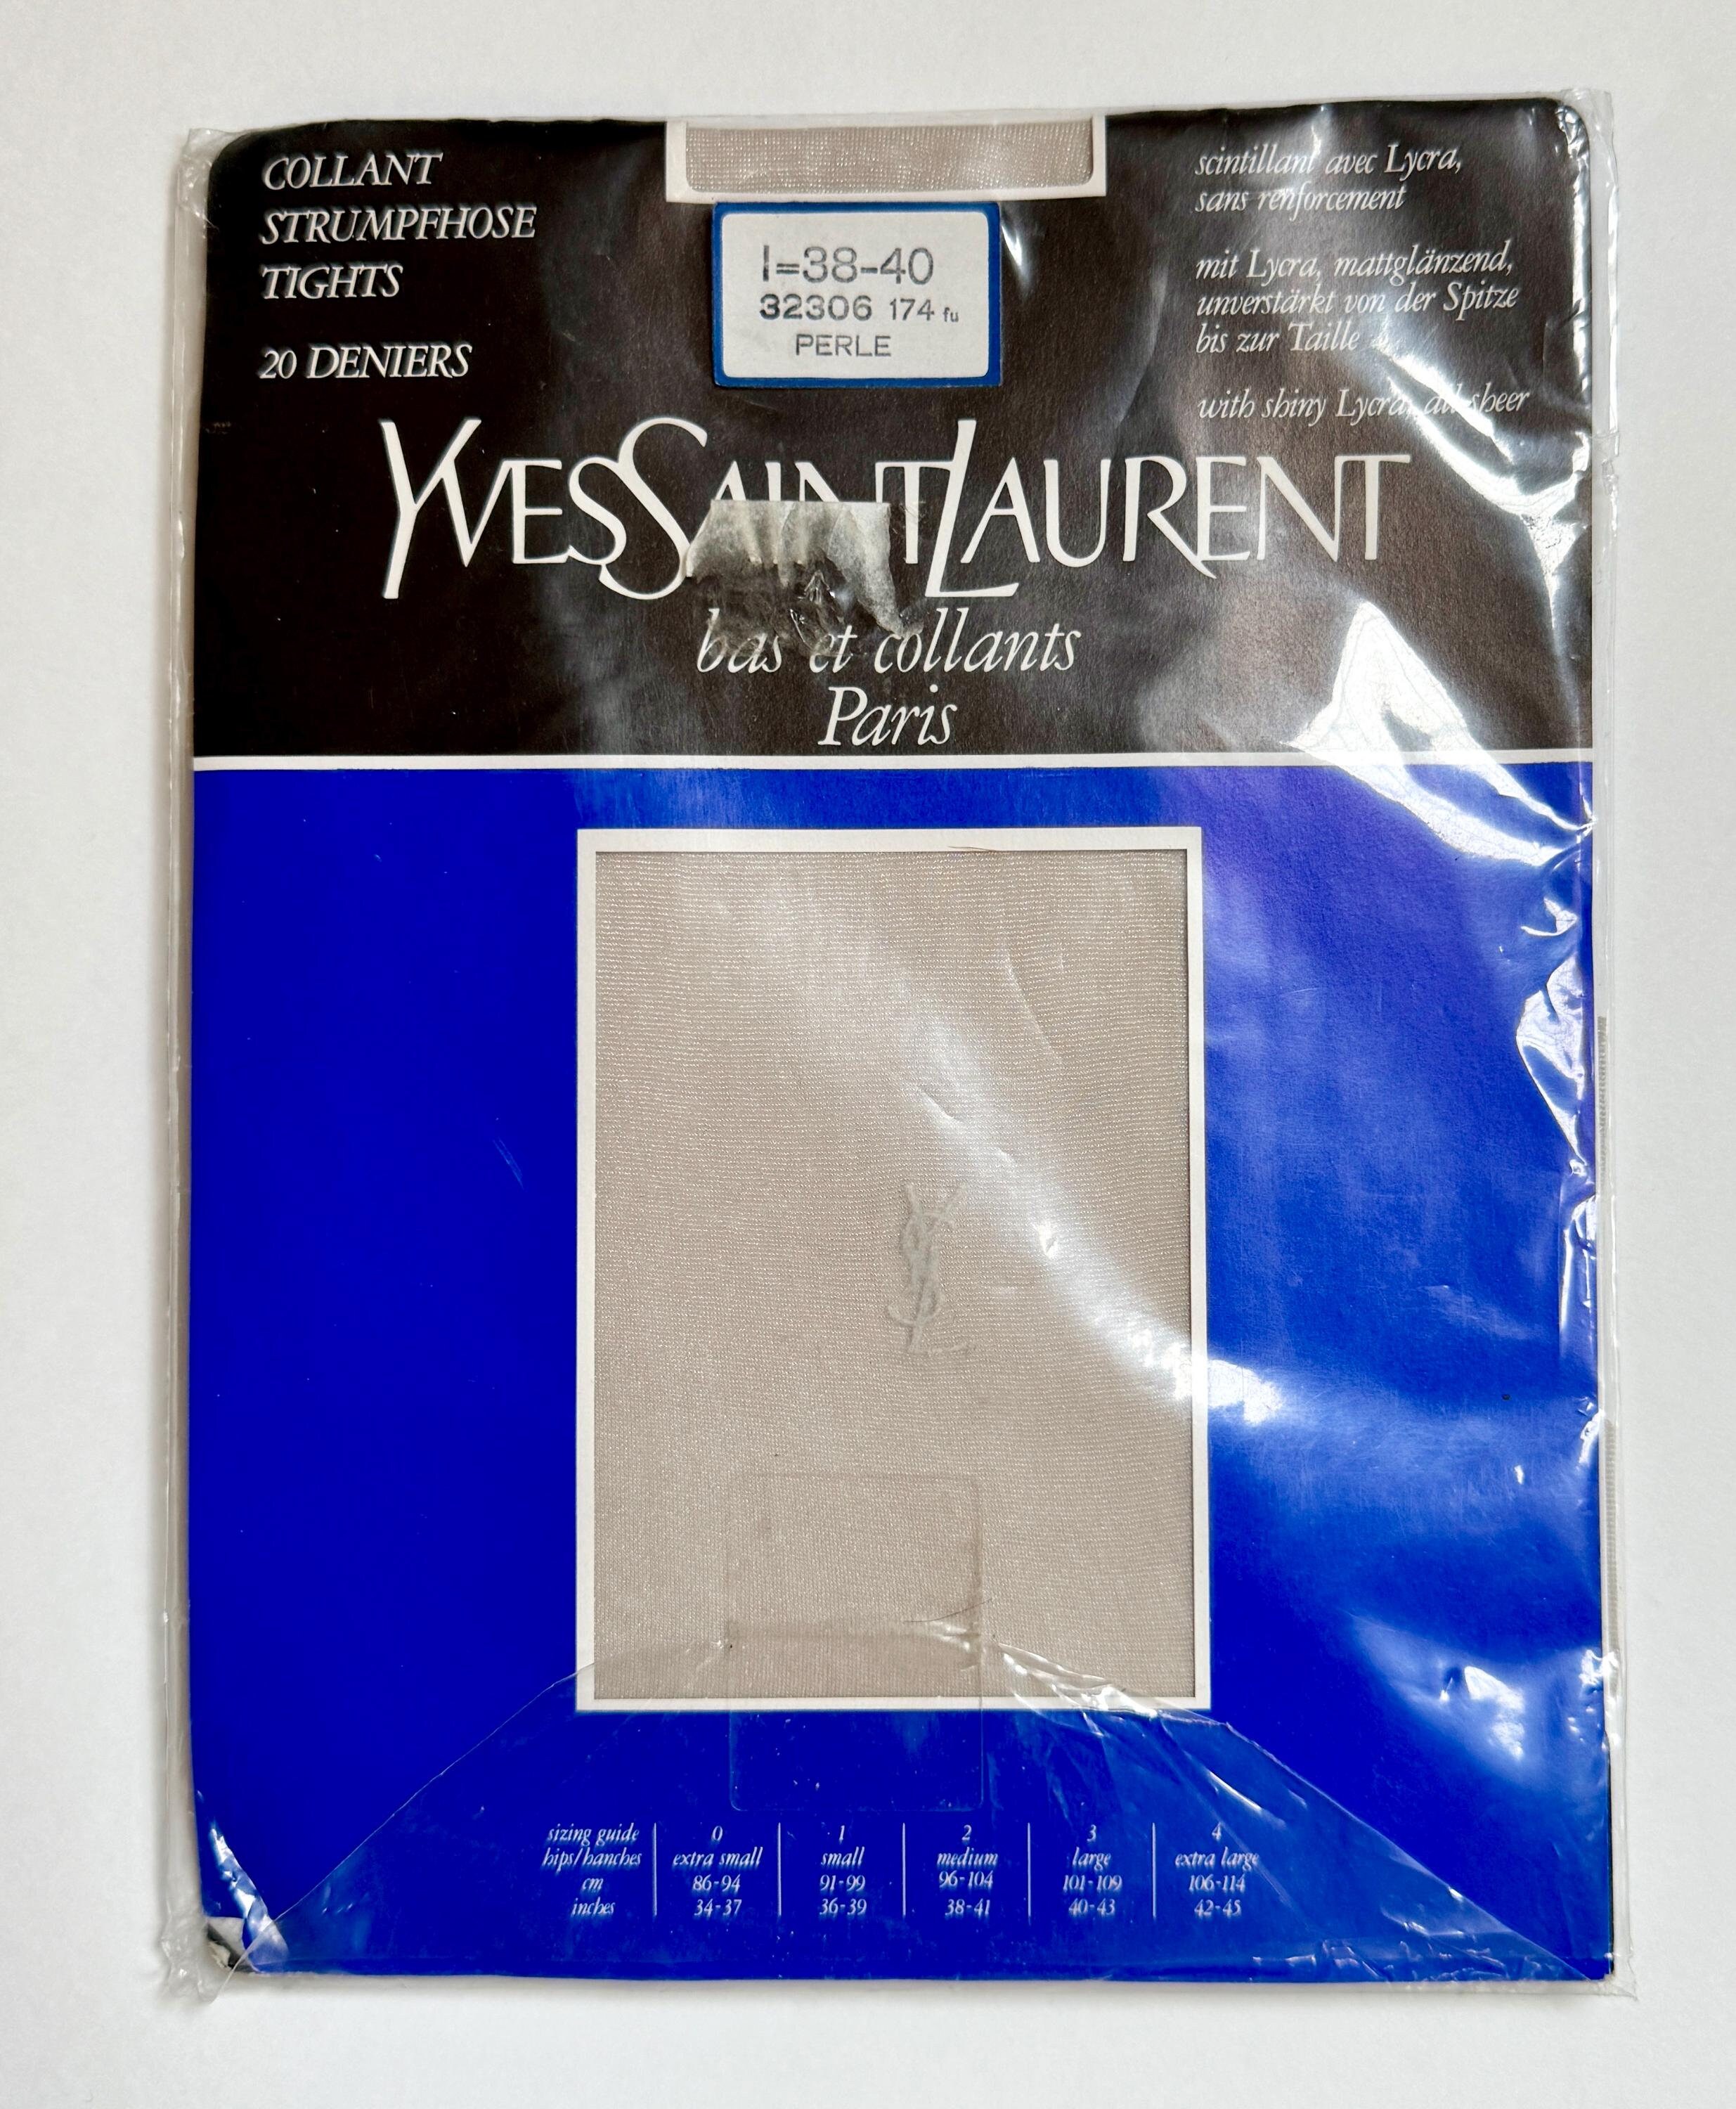 COLLANT
STRUMPFHOSE
TIGHTS
20 DENIERS
I=38-40
32306 174 fu
PERLE
scintillant avec Lycra,
sans renforcement
mit Lycra, mattglänzend,
unverstärkt von der Spitze
bis zur Taille
with shiny Lycra, all sheer
YVESSAINTLAURENT
bas et collants
Paris
YSL
sizing guide 0 1 2 3 4
hips/hanches extra small small medium large extra large
cm 86-94 91-99 96-104 101-109 106-114
inches 34-37 36-39 38-41 40-43 42-45